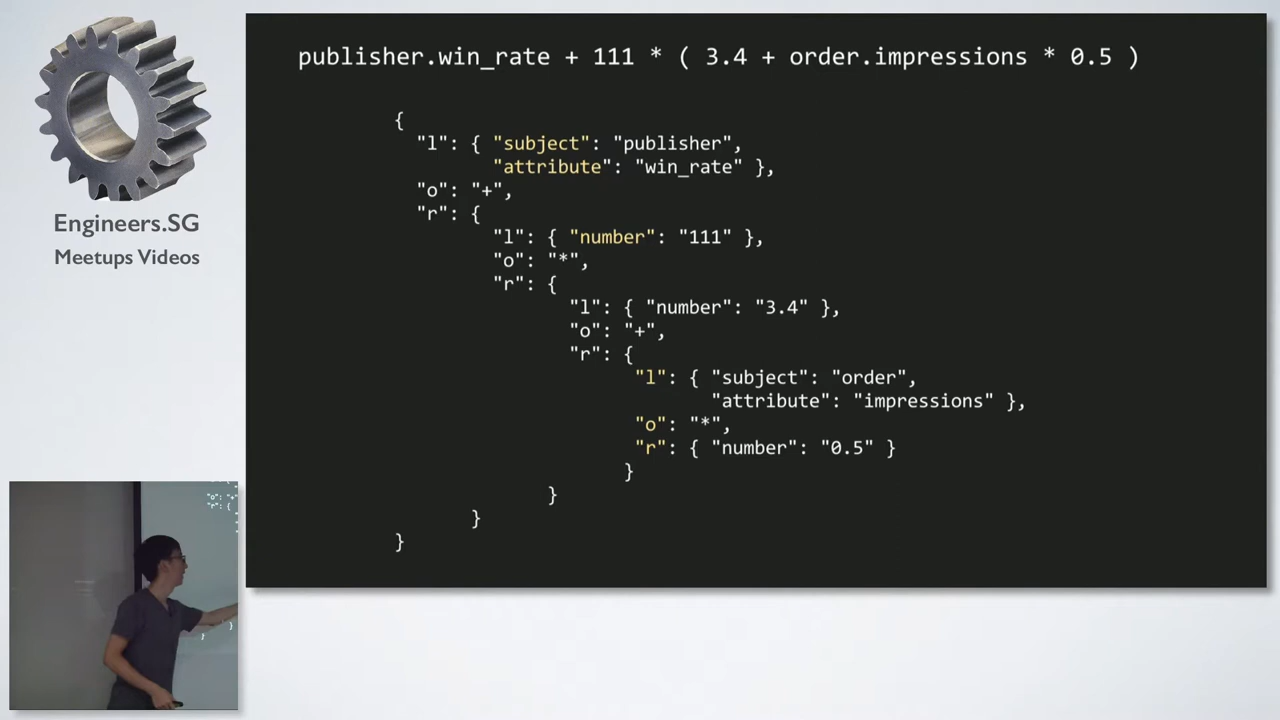 publisher.win_rate + 111 * ( 3.4 + order.impressions * 0.5 )
{
"l": { "subject": "publisher",
"attribute": "win_rate" },
"o": "+",
"r": {
"l": { "number": "111" },
"o": "*",
"r": {
"l": { "number": "3.4" },
"o": "+",
"r": {
"l": { "subject": "order",
"attribute": "impressions" },
"o": "*",
"r": { "number": "0.5" }
}
}
}
}
Engineers.SG
Meetups Videos
"o": "*
"r": {
}